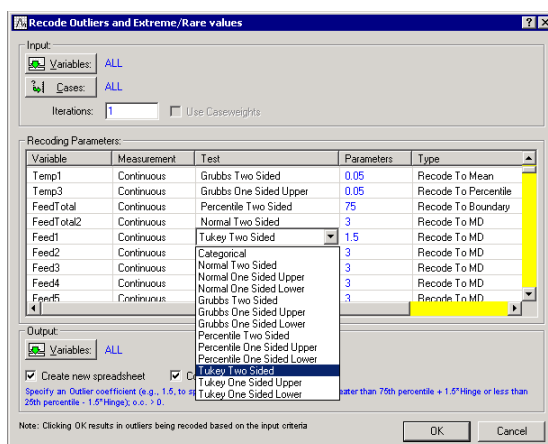 Recode Outliers and Extreme/Rare values
Input:
Variables: ALL
Cases: ALL
Iterations: 1 Use Caseweights
Recoding Parameters:
Variable Measurement Test Parameters Type
Temp1 Continuous Grubbs Two Sided 0.05 Recode To Mean
Temp3 Continuous Grubbs One Sided Upper 0.05 Recode To Percentile
FeedTotal Continuous Percentile Two Sided 75 Recode To Boundary
FeedTotal2 Continuous Normal Two Sided 3 Recode To MD
Feed1 Continuous Tukey Two Sided 1.5 Recode To MD
Feed2 Continuous 3 Recode To MD
Feed3 Continuous 3 Recode To MD
Feed4 Continuous 3 Recode To MD
Feed5 Continuous 3 Recode To MD
Categorical
Normal Two Sided
Normal One Sided Upper
Normal One Sided Lower
Grubbs Two Sided
Grubbs One Sided Upper
Grubbs One Sided Lower
Percentile Two Sided
Percentile One Sided Upper
Percentile One Sided Lower
Tukey Two Sided
Tukey One Sided Upper
Tukey One Sided Lower
Output:
Variables: ALL
Create new spreadsheet
Specify an Outlier coefficient (e.g., 1.5, to eater than 75th percentile + 1.5*Hinge or less than
25th percentile - 1.5*Hinge); o.c. > 0.
Note: Clicking OK results in outliers being recoded based on the input criteria
OK Cancel